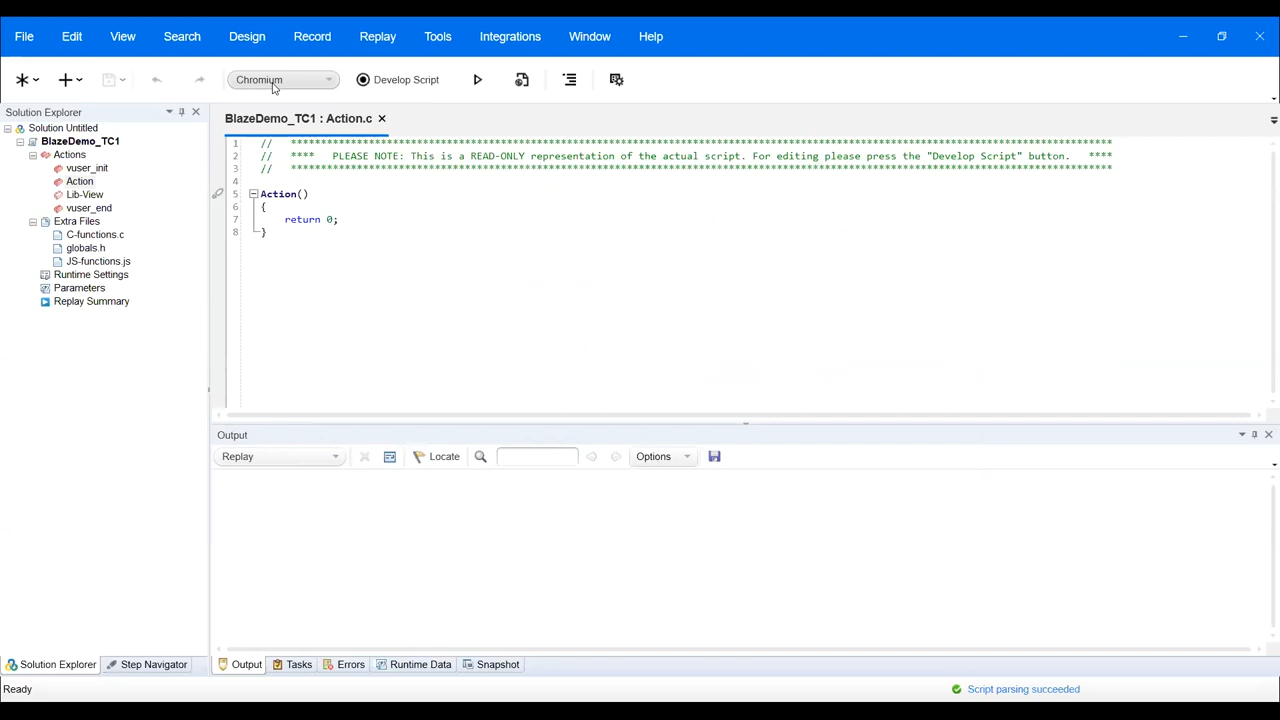 File Edit View Search Design Record Replay Tools Integrations Window Help
Chromium Develop Script
Solution Explorer
BlazeDemo_TC1 : Action.c
Solution Untitled
BlazeDemo_TC1
Actions
vuser_init
Action
Lib-View
vuser_end
Extra Files
C-functions.c
globals.h
JS-functions.js
Runtime Settings
Parameters
Replay Summary
1 // *************************************************************************************************************************************
2 // **** PLEASE NOTE: This is a READ-ONLY representation of the actual script. For editing please press the "Develop Script" button. ****
3 // *************************************************************************************************************************************
4
5 Action()
6 {
7 return 0;
8 }
Output
Replay Locate Options
Solution Explorer Step Navigator Output Tasks Errors Runtime Data Snapshot
Ready Script parsing succeeded